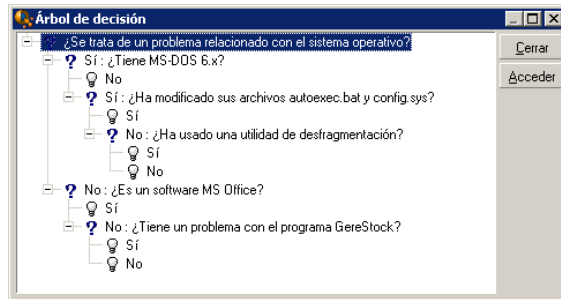 Árbol de decisión
¿Se trata de un problema relacionado con el sistema operativo?
Cerrar
Sí : ¿Tiene MS-DOS 6.x?
Acceder
No
Sí : ¿Ha modificado sus archivos autoexec.bat y config.sys?
Sí
No : ¿Ha usado una utilidad de desfragmentación?
Sí
No
No : ¿Es un software MS Office?
Sí
No : ¿Tiene un problema con el programa GereStock?
Sí
No